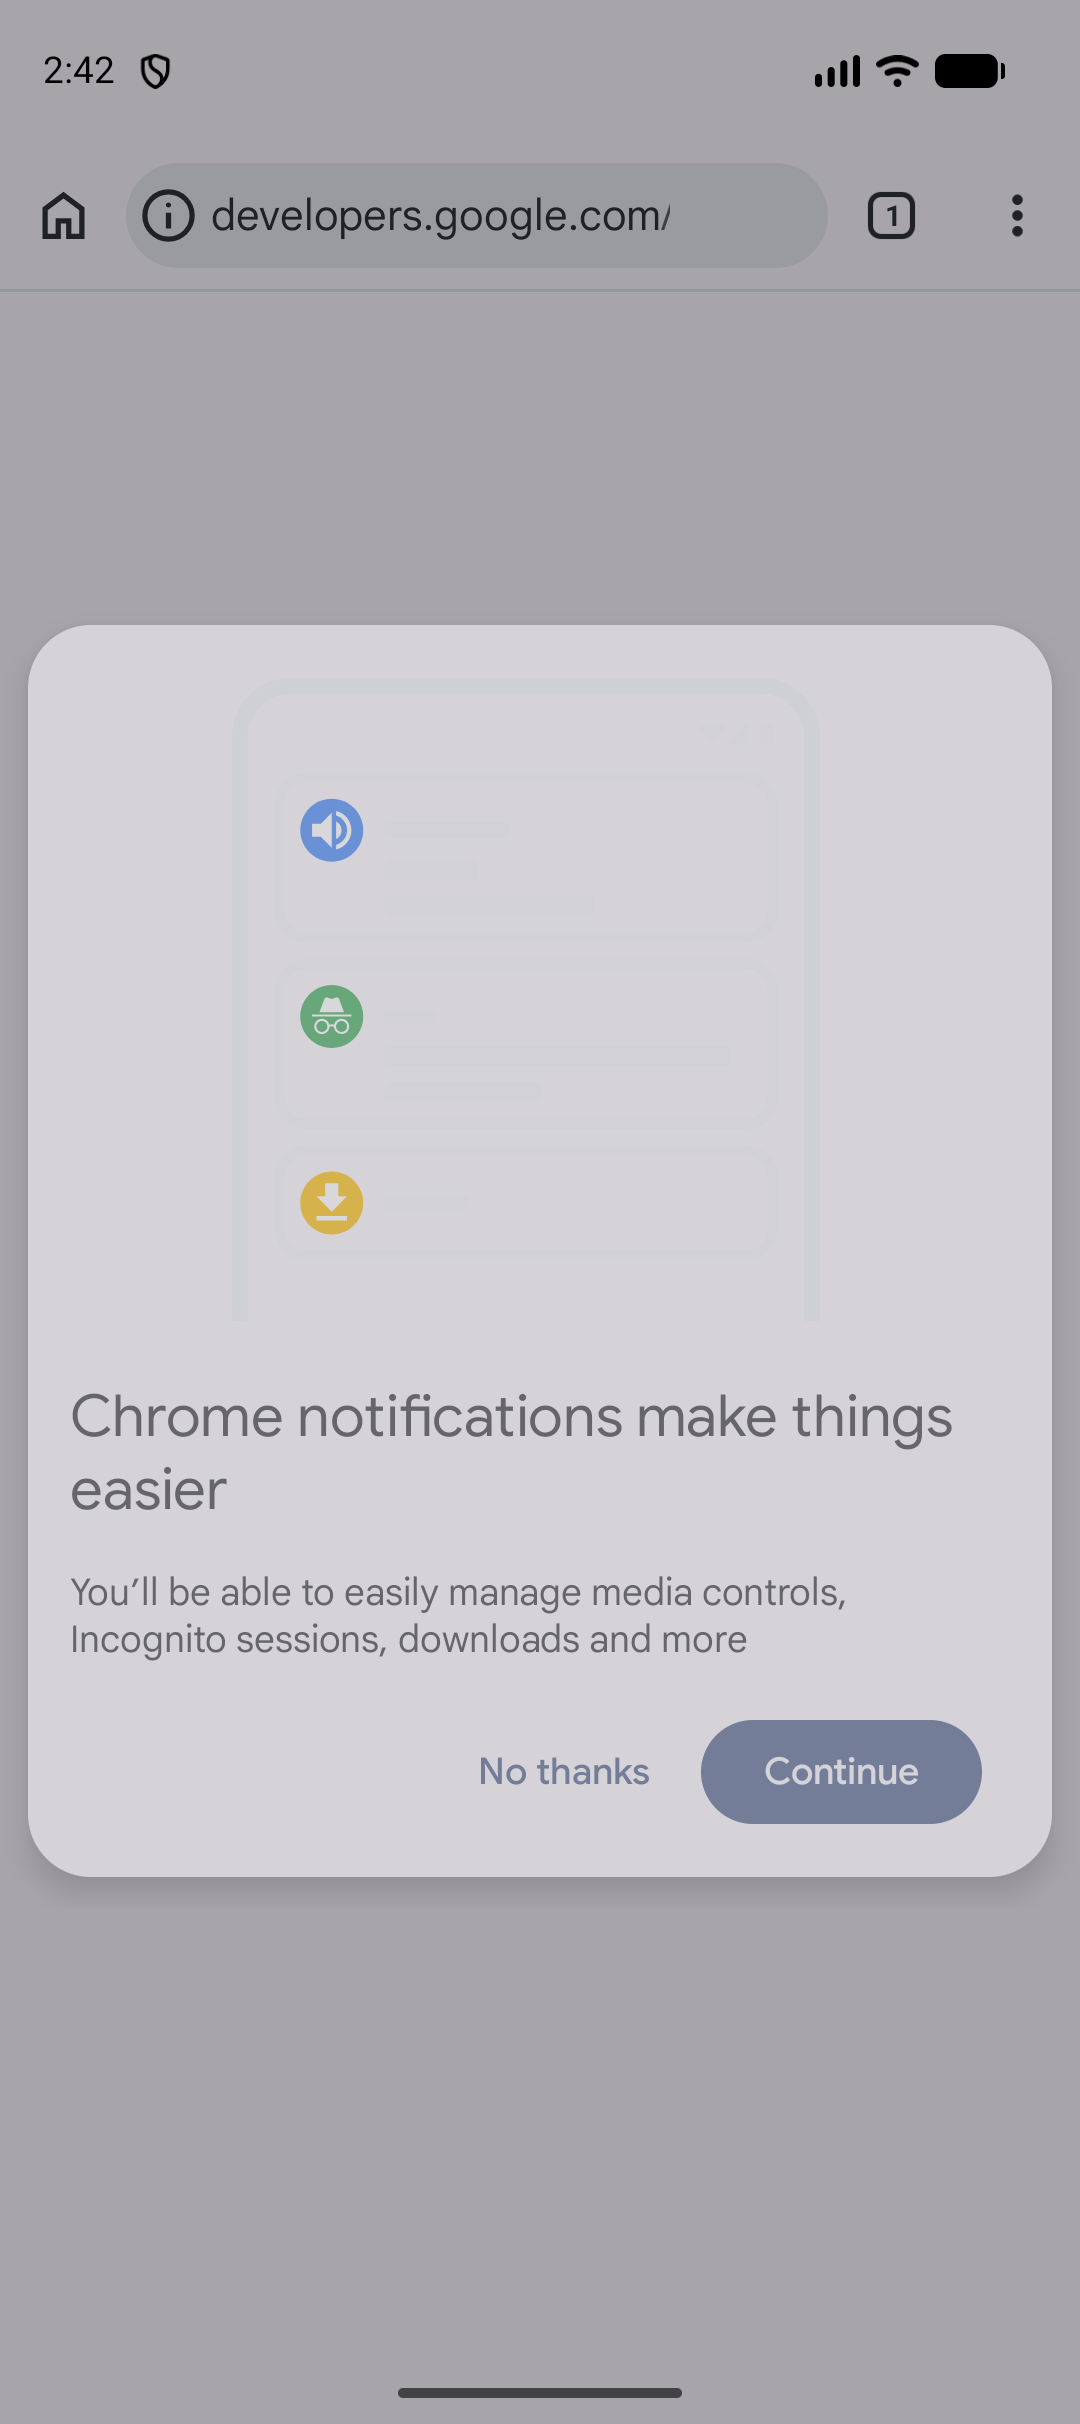 2:42
developers.google.com/
1
Chrome notifications make things
easier
You’ll be able to easily manage media controls,
Incognito sessions, downloads and more
No thanks
Continue